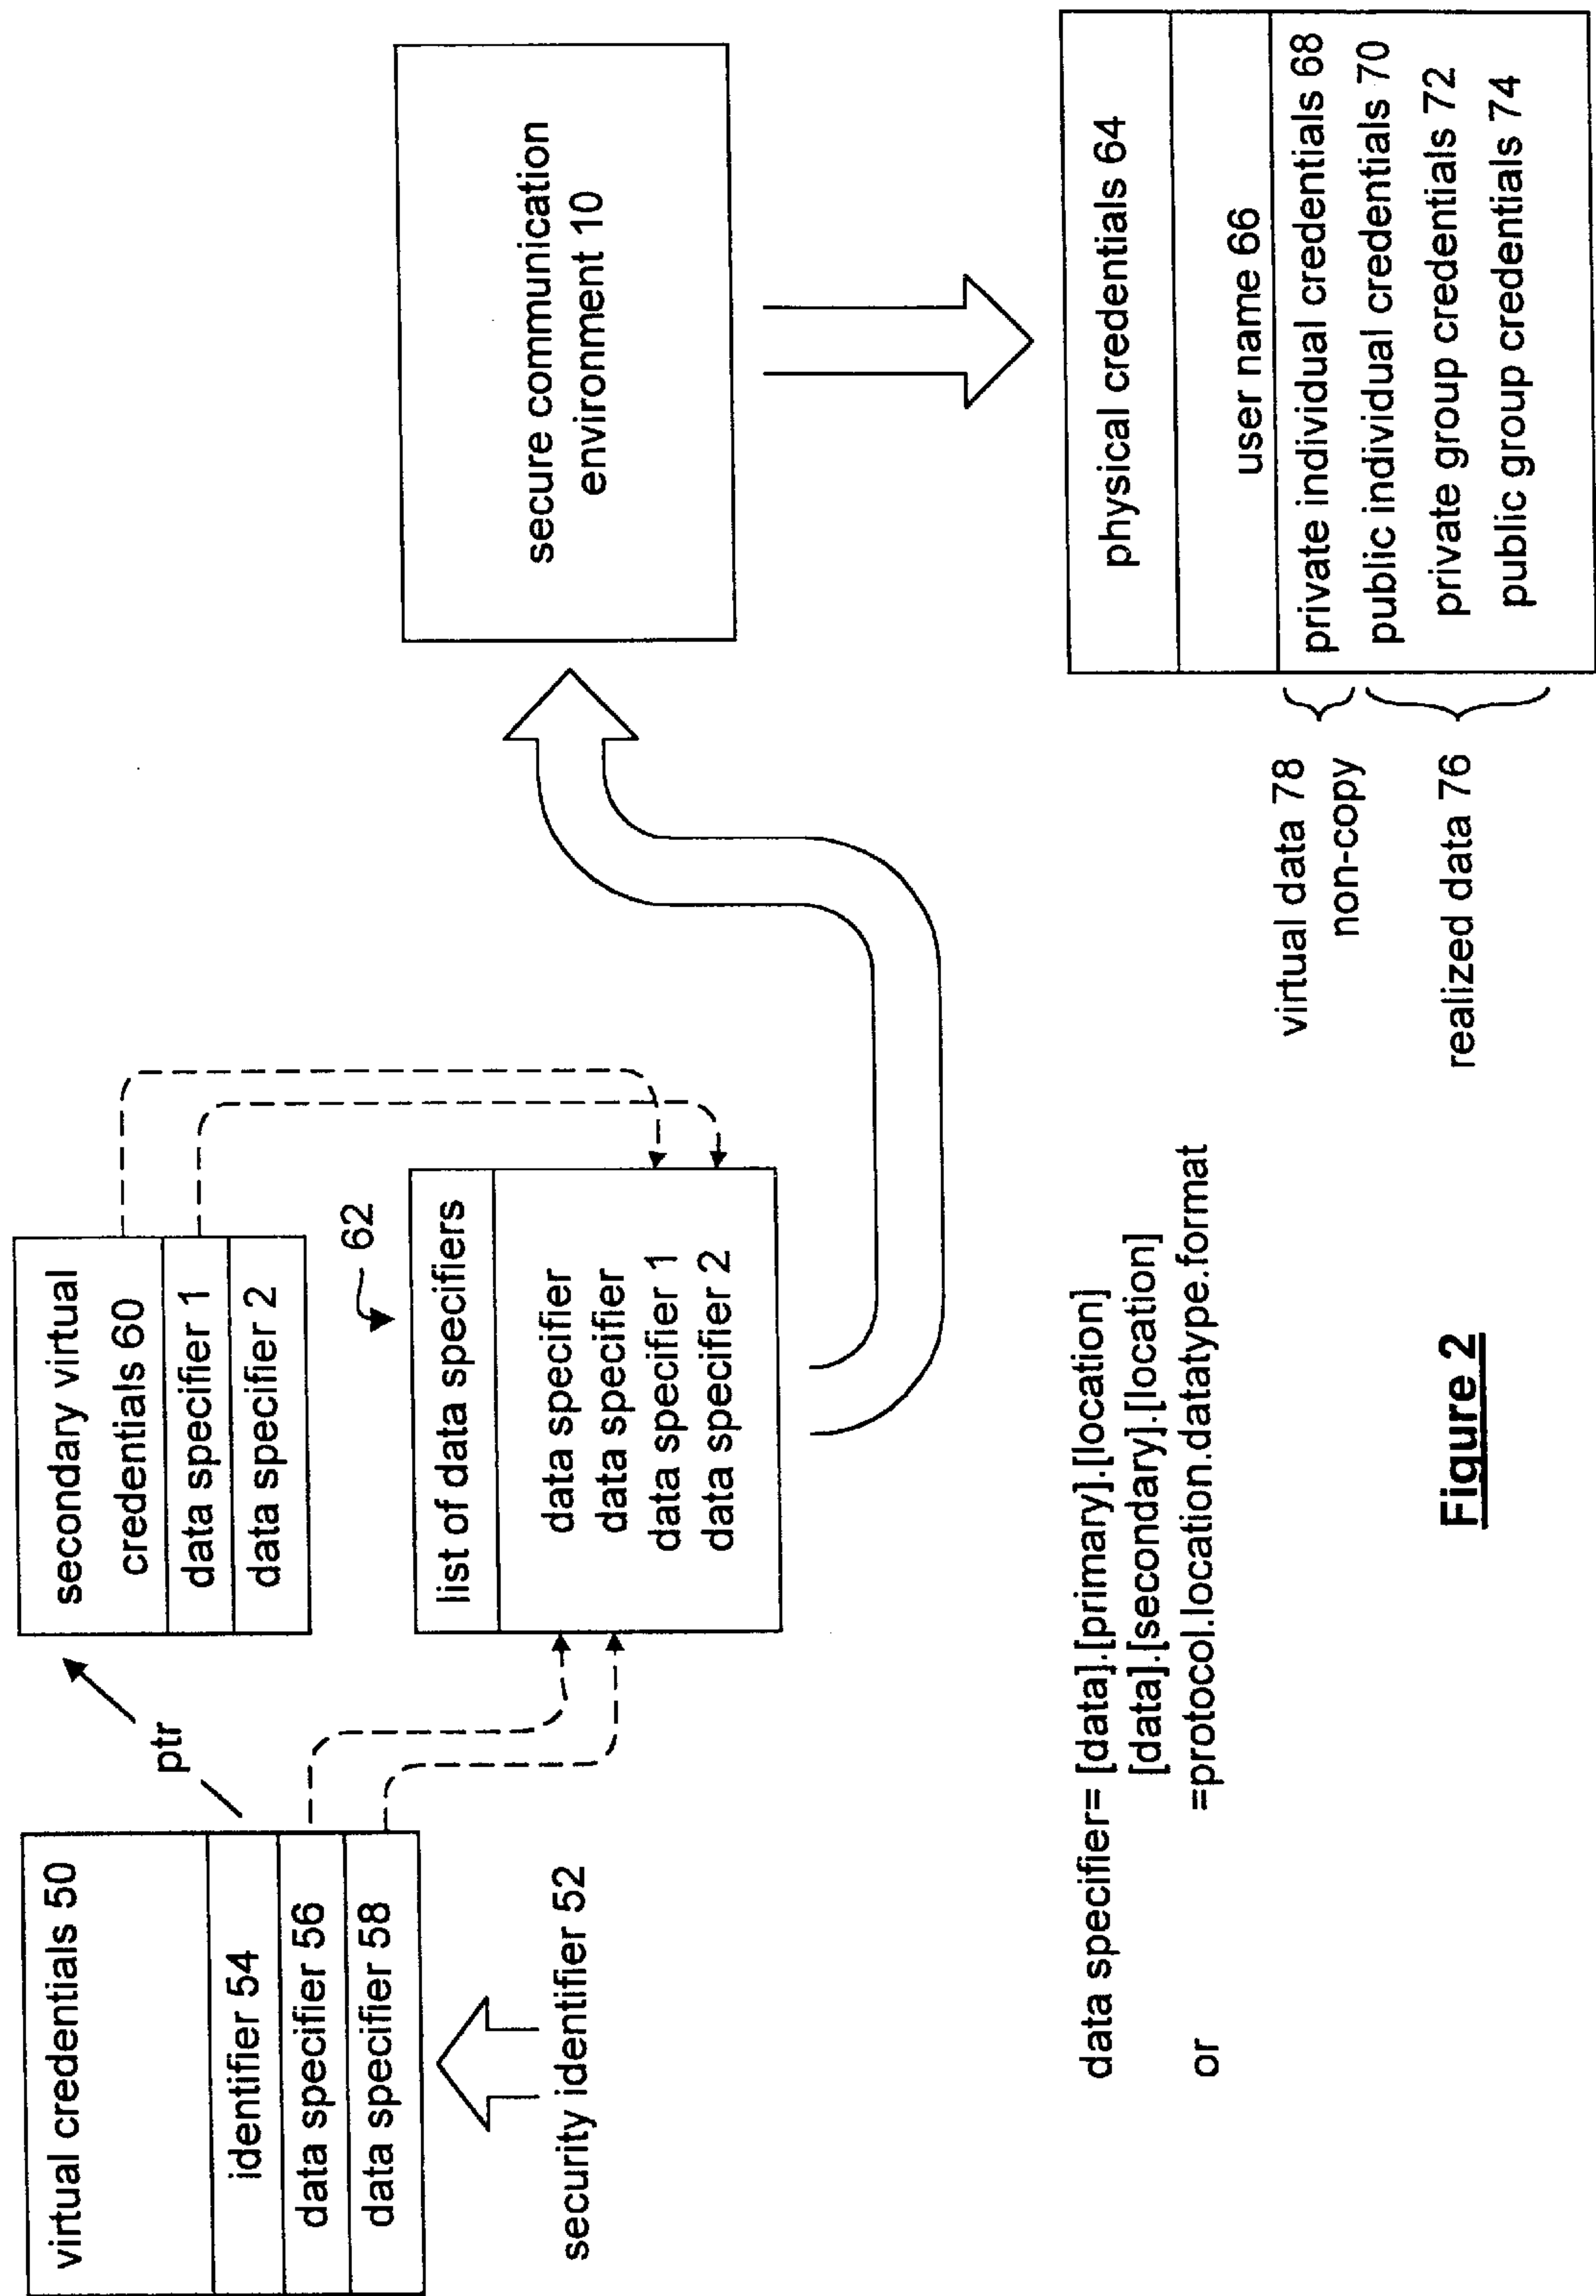 virtual credentials 50
identifier 54
data specifier 56
data specifier 58
security identifier 52
ptr
secondary virtual
credentials 60
data specifier 1
data specifier 2
62
list of data specifiers
data specifier
data specifier
data specifier 1
data specifier 2
secure communication
environment 10
physical credentials 64
user name 66
private individual credentials 68
public individual credentials 70
private group credentials 72
public group credentials 74
virtual data 78
non-copy
realized data 76
data specifier= [data].[primary].[location]
[data].[secondary].[location]
or =protocol.location.datatype.format
Figure 2